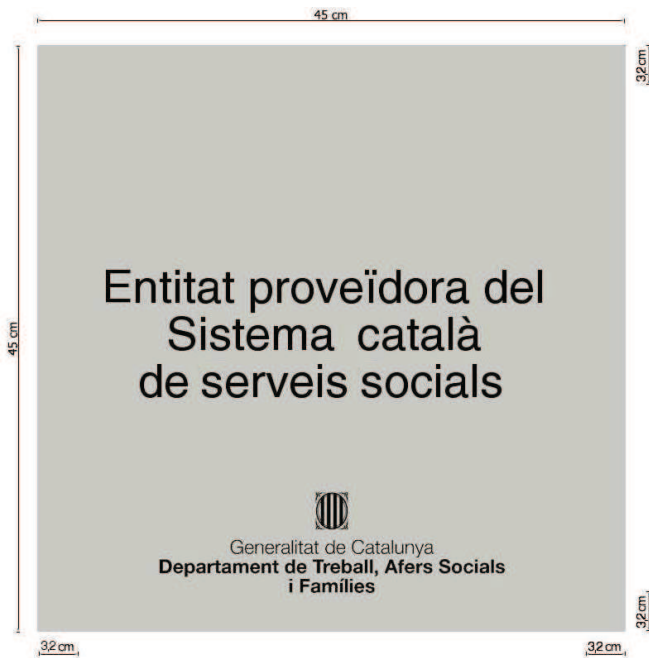 45 cm
3,2 cm
45 cm
Entitat proveïdora del
Sistema català
de serveis socials
Generalitat de Catalunya
Departament de Treball, Afers Socials
i Famílies
3,2 cm
3,2 cm
3,2 cm